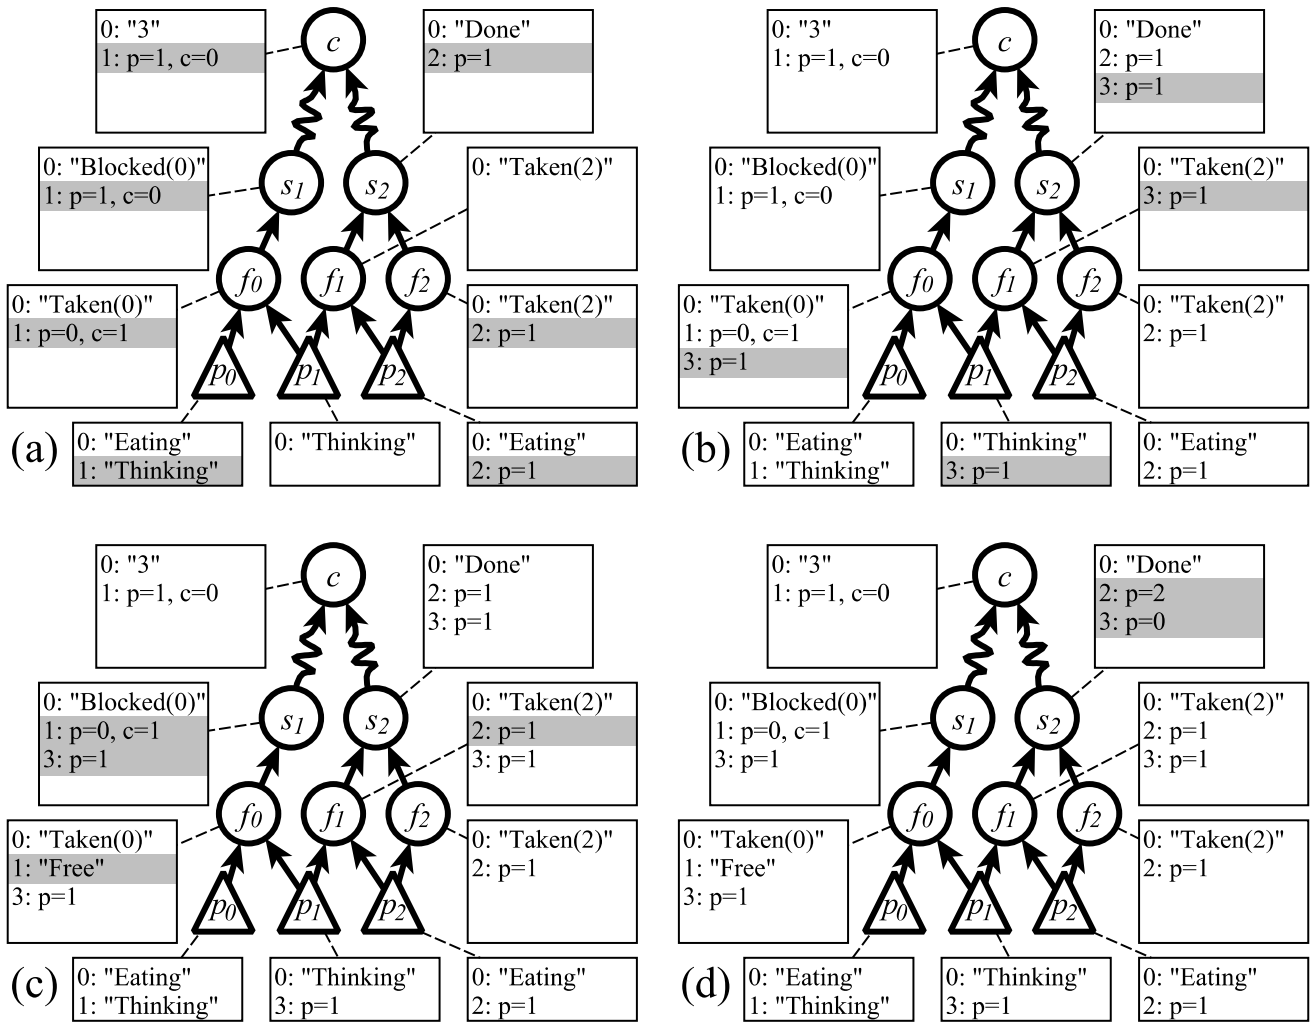 0: "3"
1: p=1, c=0
c
0: "Done"
2: p=1
0: "Blocked(0)"
1: p=1, c=0
s1
s2
0: "Taken(2)"
0: "Taken(0)"
1: p=0, c=1
f0
f1
f2
0: "Taken(2)"
2: p=1
p0
p1
p2
(a)
0: "Eating"
1: "Thinking"
0: "Thinking"
0: "Eating"
2: p=1
0: "3"
1: p=1, c=0
c
0: "Done"
2: p=1
3: p=1
0: "Blocked(0)"
1: p=1, c=0
s1
s2
0: "Taken(2)"
3: p=1
0: "Taken(0)"
1: p=0, c=1
3: p=1
f0
f1
f2
0: "Taken(2)"
2: p=1
p0
p1
p2
(b)
0: "Eating"
1: "Thinking"
0: "Thinking"
3: p=1
0: "Eating"
2: p=1
0: "3"
1: p=1, c=0
c
0: "Done"
2: p=1
3: p=1
0: "Blocked(0)"
1: p=0, c=1
3: p=1
s1
s2
0: "Taken(2)"
2: p=1
3: p=1
0: "Taken(0)"
1: "Free"
3: p=1
f0
f1
f2
0: "Taken(2)"
2: p=1
p0
p1
p2
(c)
0: "Eating"
1: "Thinking"
0: "Thinking"
3: p=1
0: "Eating"
2: p=1
0: "3"
1: p=1, c=0
c
0: "Done"
2: p=2
3: p=0
0: "Blocked(0)"
1: p=0, c=1
3: p=1
s1
s2
0: "Taken(2)"
2: p=1
3: p=1
0: "Taken(0)"
1: "Free"
3: p=1
f0
f1
f2
0: "Taken(2)"
2: p=1
p0
p1
p2
(d)
0: "Eating"
1: "Thinking"
0: "Thinking"
3: p=1
0: "Eating"
2: p=1